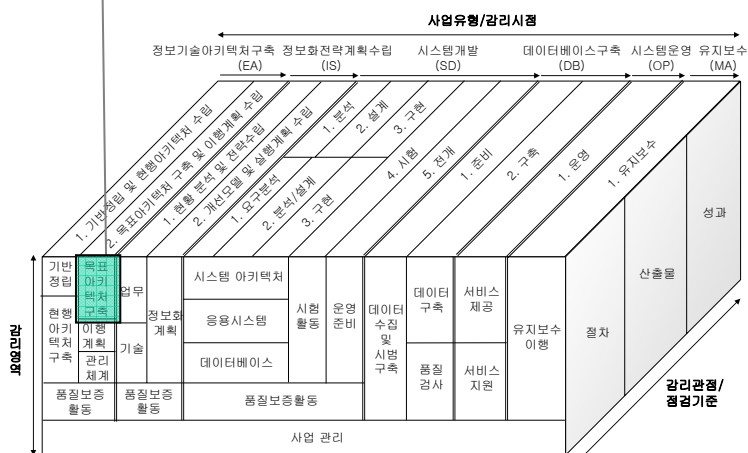 사업유형/감리시점
정보기술아키텍처구축 정보화전략계획수립 시스템개발 데이터베이스구축 시스템운영 유지보수
(EA) (IS) (SD) (DB) (OP) (MA)
1. 기반정립 및 현행아키텍처 수립
2. 목표아키텍처 구축 및 이행계획 수립
1. 현황 분석 및 전략수립
2. 개선모델 및 실행계획 수립
1. 분석
2. 설계
3. 구현
1. 요구분석
2. 분석/설계
3. 구현
4. 시험
5. 전개
1. 준비
2. 구축
1. 운영
1. 유지보수
감리영역
기반
정립
현행
아키
텍처
구축
목표
아키
텍처
구축
이행
계획
관리
체계
품질보증
활동
업무
기술
정보화
계획
품질보증
활동
시스템 아키텍처
응용시스템
데이터베이스
시험
활동
운영
준비
품질보증활동
데이터
수집
및
시범
구축
데이터
구축
품질
검사
서비스
제공
서비스
지원
유지보수
이행
사업 관리
절차
산출물
성과
감리관점/
점검기준